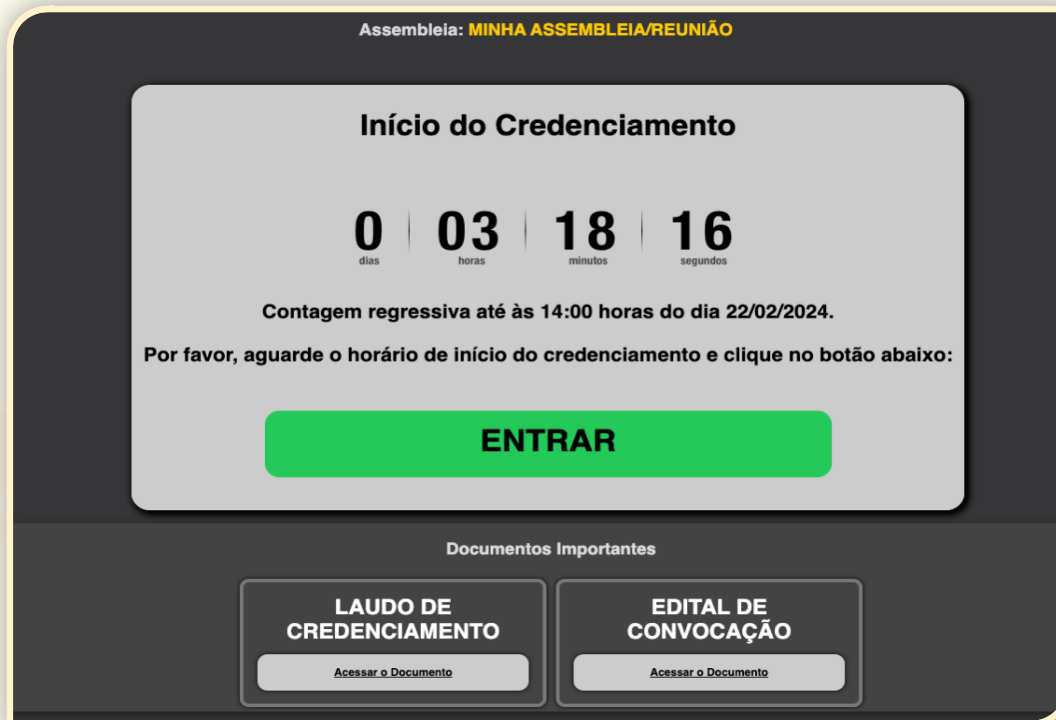 Assembleia: MINHA ASSEMBLEIA/REUNIÃO
Início do Credenciamento
0 03 18 16
dias horas minutos segundos
Contagem regressiva até às 14:00 horas do dia 22/02/2024.
Por favor, aguarde o horário de início do credenciamento e clique no botão abaixo:
ENTRAR
Documentos Importantes
LAUDO DE
CREDENCIAMENTO
Acessar o Documento
EDITAL DE
CONVOCAÇÃO
Acessar o Documento